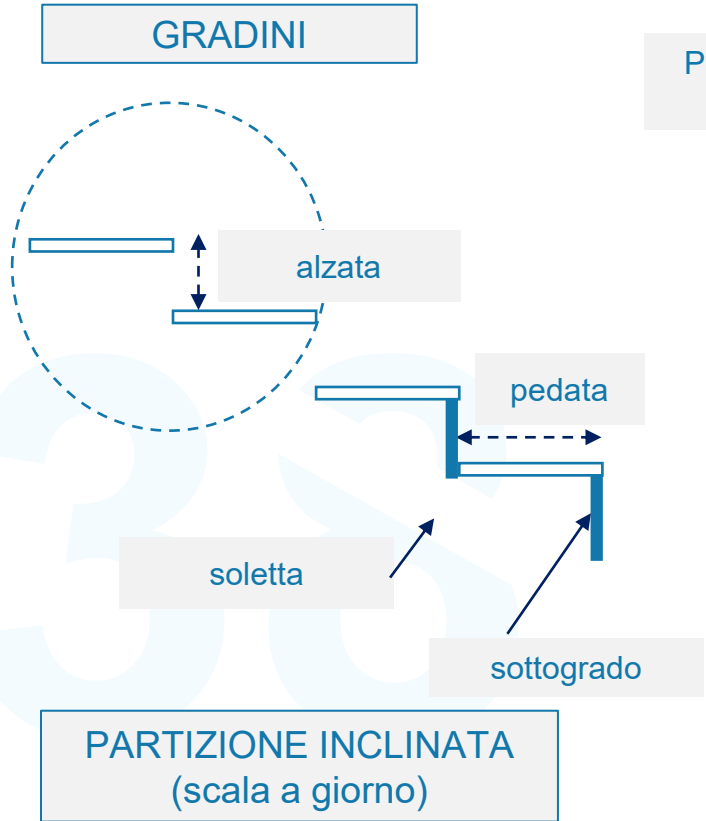 GRADINI
P
alzata
pedata
soletta
sottogrado
PARTIZIONE INCLINATA
(scala a giorno)